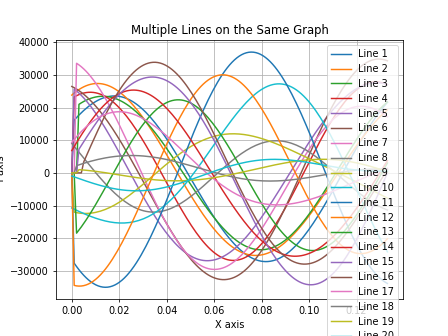 Multiple Lines on the Same Graph
40000
30000
20000
10000
0
−10000
−20000
−30000
0.00
0.02
0.04
0.06
0.08
0.10
X axis
Line 1
Line 2
Line 3
Line 4
Line 5
Line 6
Line 7
Line 8
Line 9
Line 10
Line 11
Line 12
Line 13
Line 14
Line 15
Line 16
Line 17
Line 18
Line 19
Line 20